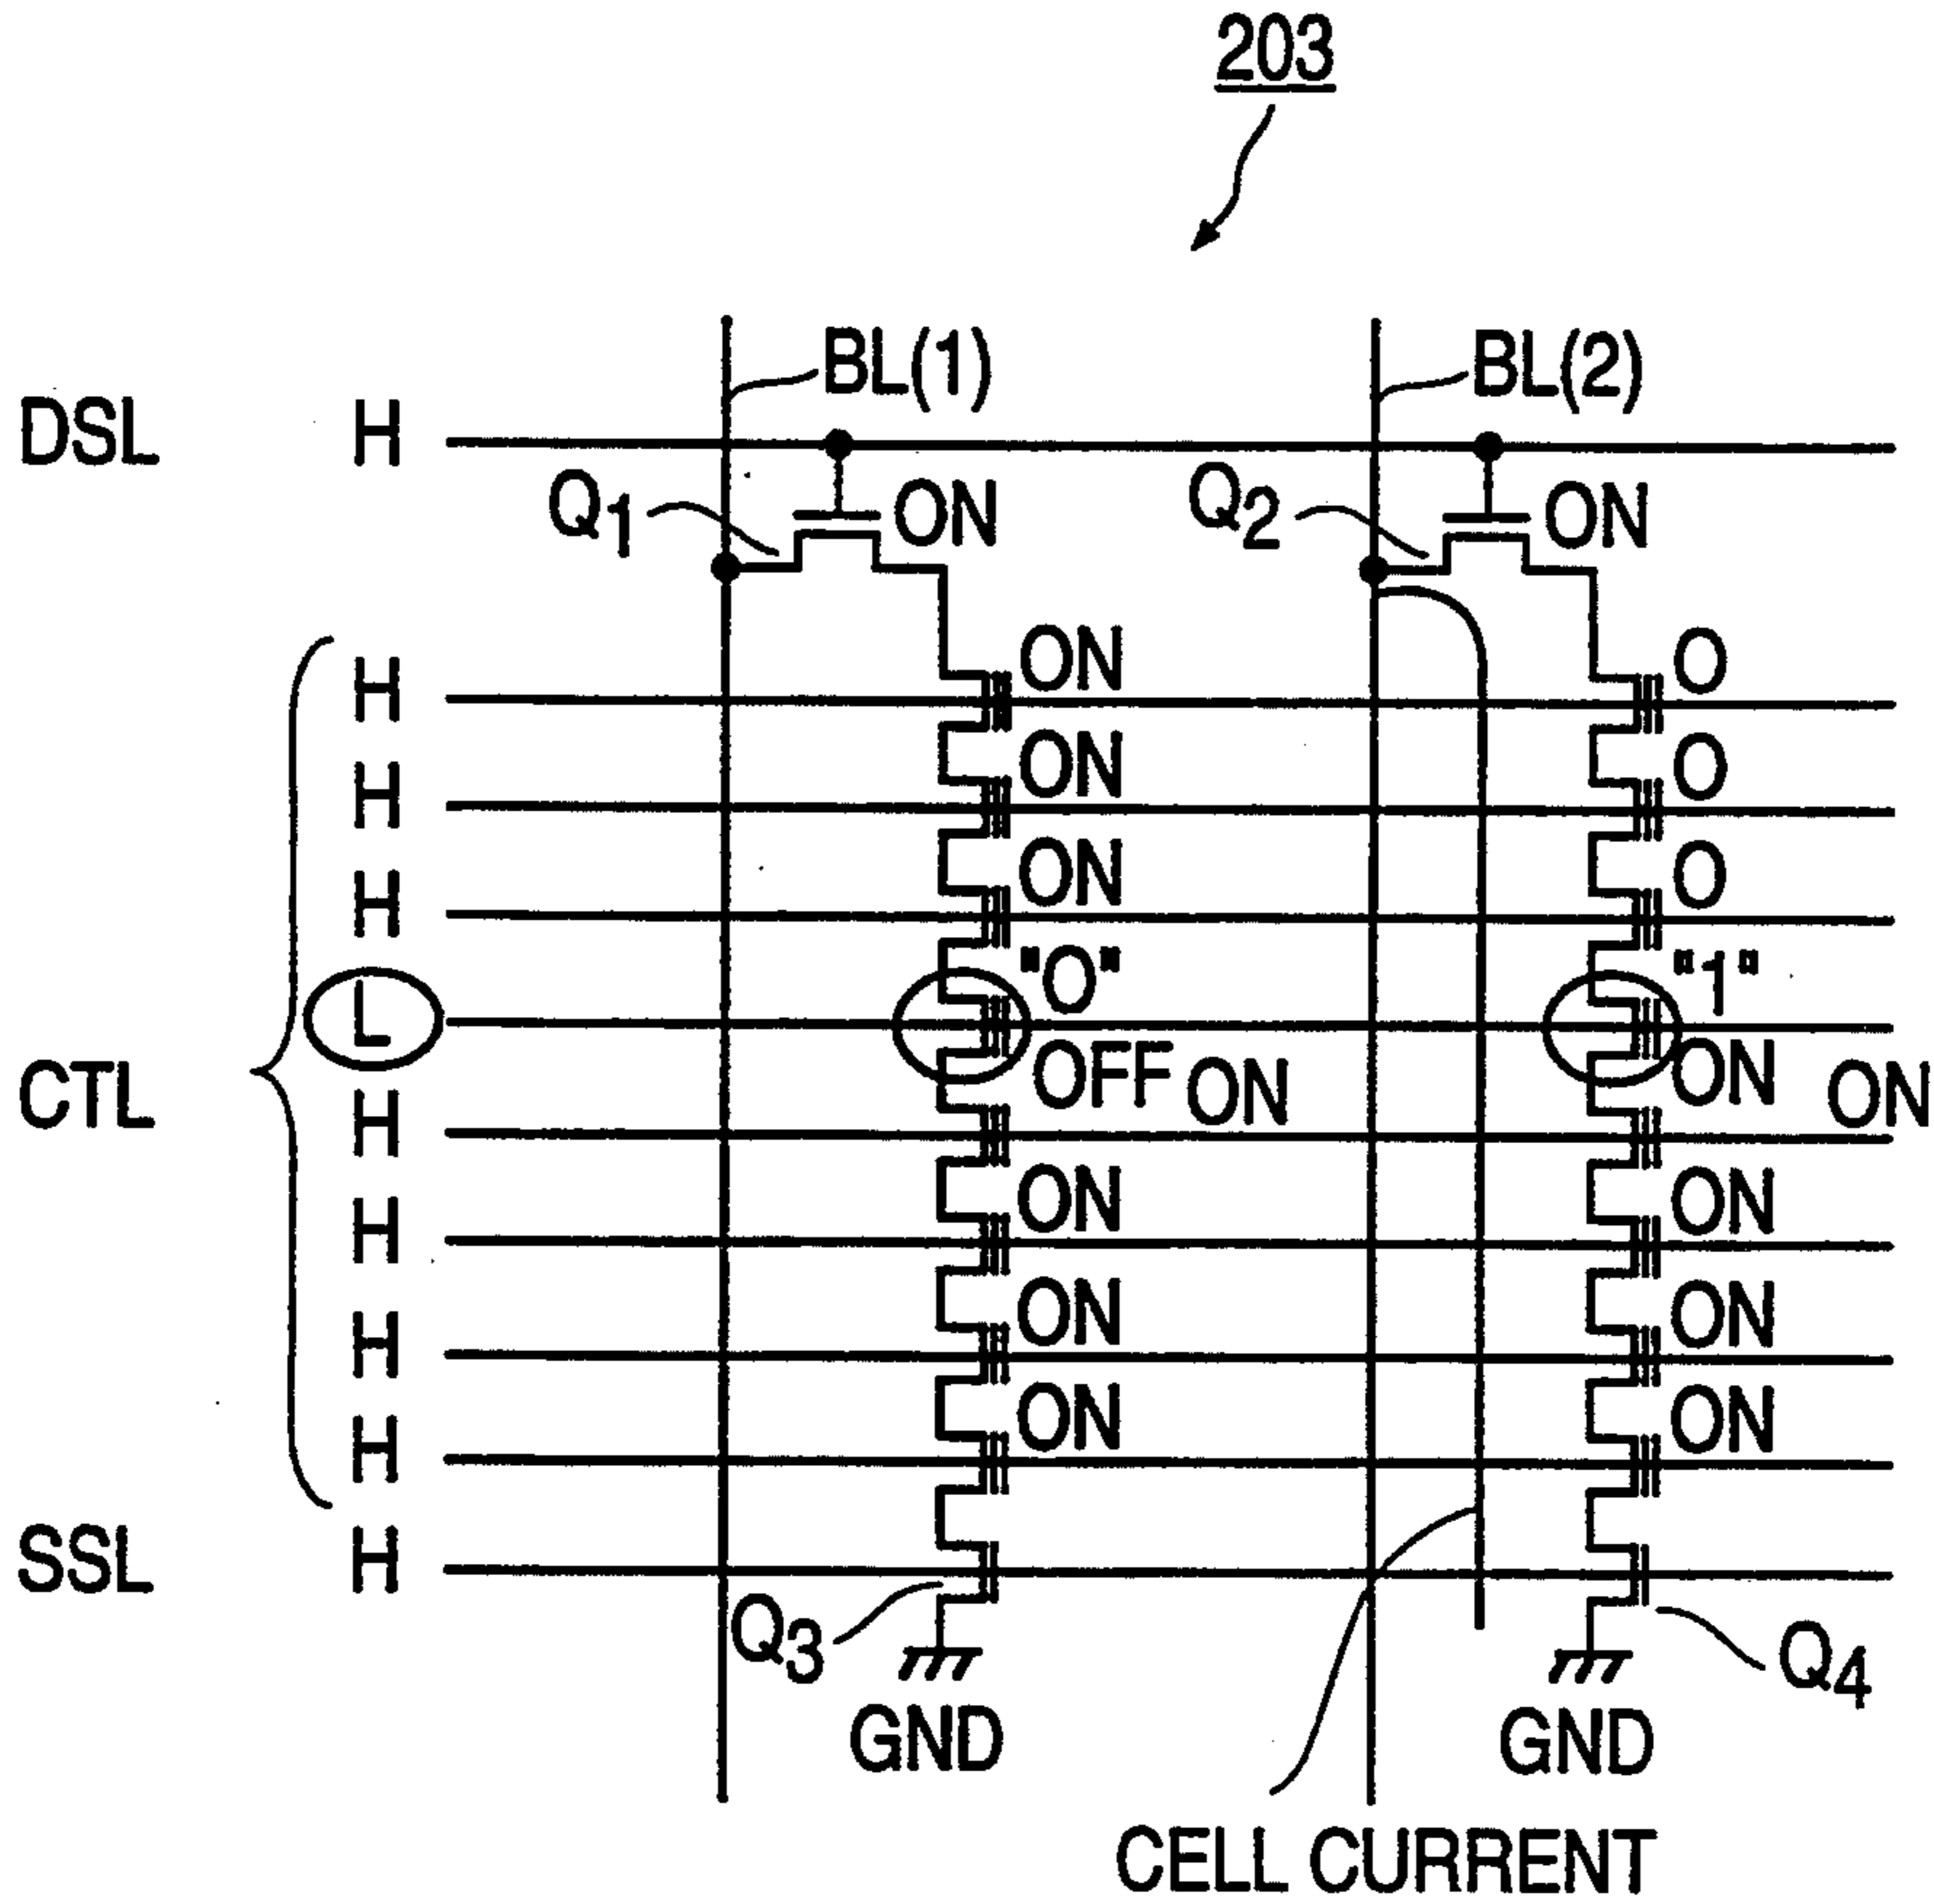 203
BL(1) BL(2)
DSL H
Q1 ON Q2 ON
H ON O
H ON O
H ON O
L "O" "1"
CTL
OFF ON ON ON
H
H ON ON
H ON ON
H ON ON
SSL H
Q3 Q4
GND GND
CELL CURRENT